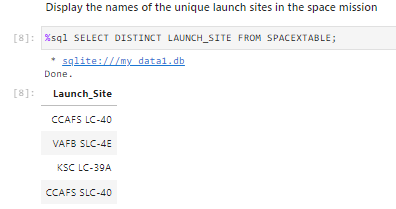 Display the names of the unique launch sites in the space mission
[8]: %sql SELECT DISTINCT LAUNCH_SITE FROM SPACEXTABLE;
* sqlite:///my_data1.db
Done.
[8]: Launch_Site
CCAFS LC-40
VAFB SLC-4E
KSC LC-39A
CCAFS SLC-40